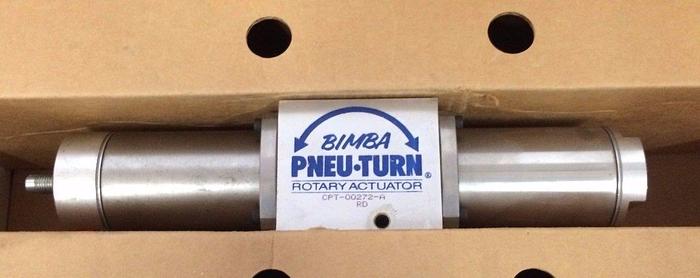 BIMBA
PNEU•TURN®
ROTARY ACTUATOR
CPT-00272-A
RD